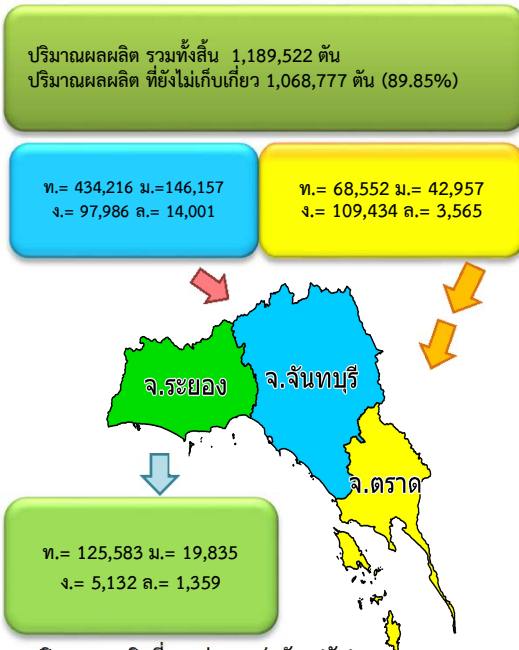 ปริมาณผลผลิต รวมทั้งสิ้น 1,189,522 ตัน
ปริมาณผลผลิต ที่ยังไม่เก็บเกี่ยว 1,068,777 ตัน (89.85%)
ท.= 434,216 ม.=146,157
ง.= 97,986 ล.= 14,001
ท.= 68,552 ม.= 42,957
ง.= 109,434 ล.= 3,565
จ.ระยอง
จ.จันทบุรี
จ.ตราด
ท.= 125,583 ม.= 19,835
ง.= 5,132 ล.= 1,359